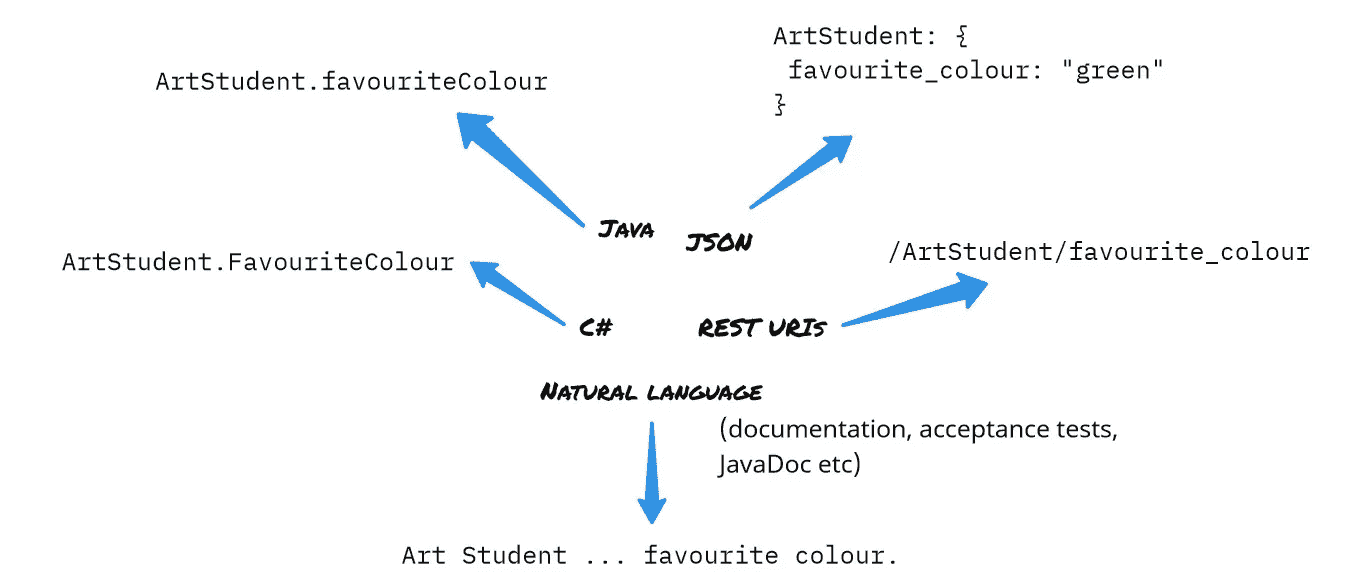 ArtStudent: {
 favourite_colour: "green"
}
ArtStudent.favouriteColour
Java
JSON
ArtStudent.FavouriteColour
/ArtStudent/favourite_colour
C#
REST URIs
Natural language
(documentation, acceptance tests,
JavaDoc etc)
Art Student ... favourite colour.